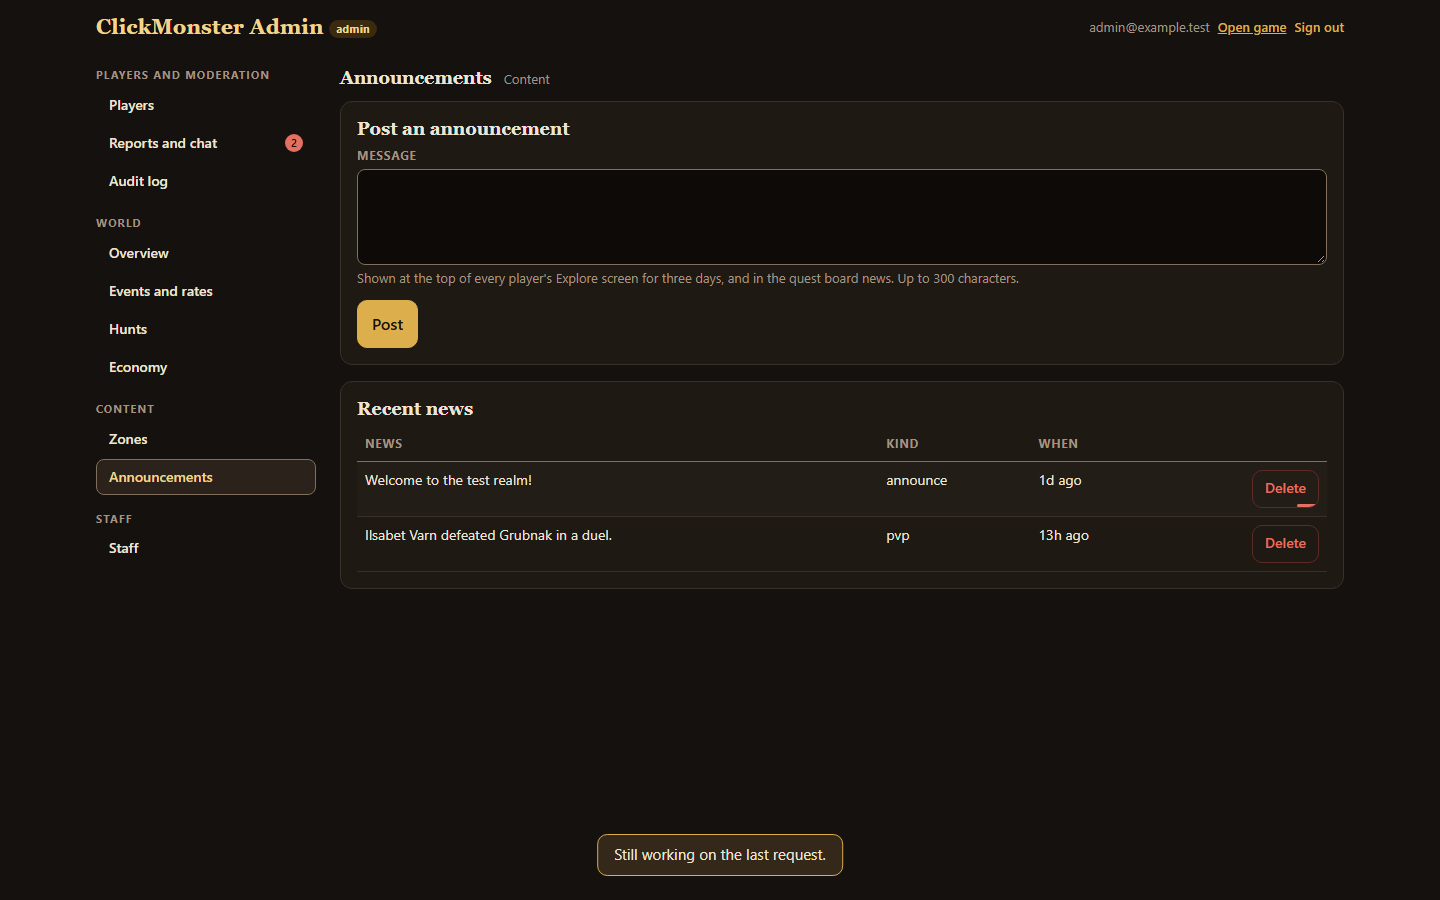 ClickMonster Admin admin
admin@example.test Open game Sign out
PLAYERS AND MODERATION
Players
Reports and chat 2
Audit log
WORLD
Overview
Events and rates
Hunts
Economy
CONTENT
Zones
Announcements
STAFF
Staff
Announcements Content
Post an announcement
MESSAGE
Shown at the top of every player's Explore screen for three days, and in the quest board news. Up to 300 characters.
Post
Recent news
NEWS KIND WHEN
Welcome to the test realm! announce 1d ago Delete
Ilsabet Varn defeated Grubnak in a duel. pvp 13h ago Delete
Still working on the last request.